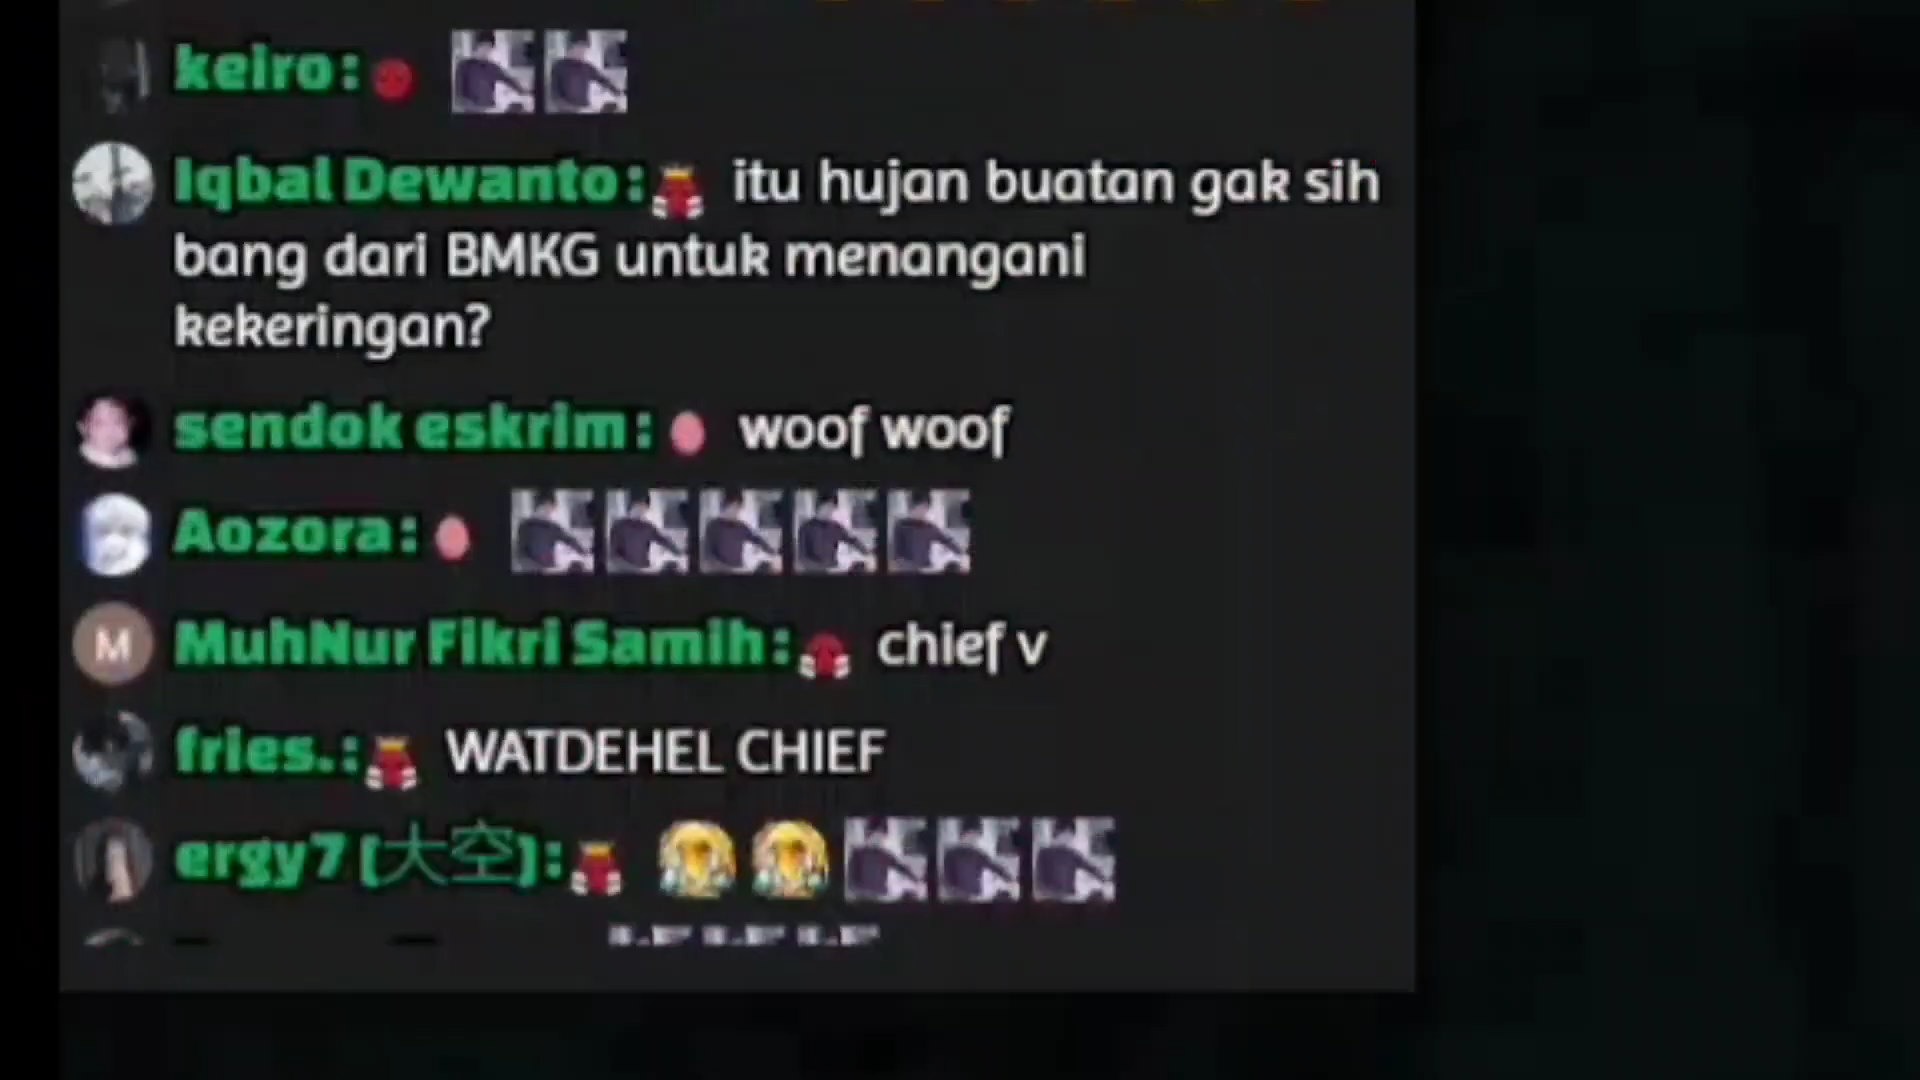 keiro:
Iqbal Dewanto: itu hujan buatan gak sih
bang dari BMKG untuk menangani
kekeringan?
sendok eskrim: woof woof
Aozora:
M
MuhNur Fikri Samih: chief v
fries.: WATDEHEL CHIEF
ergy7 (大空):